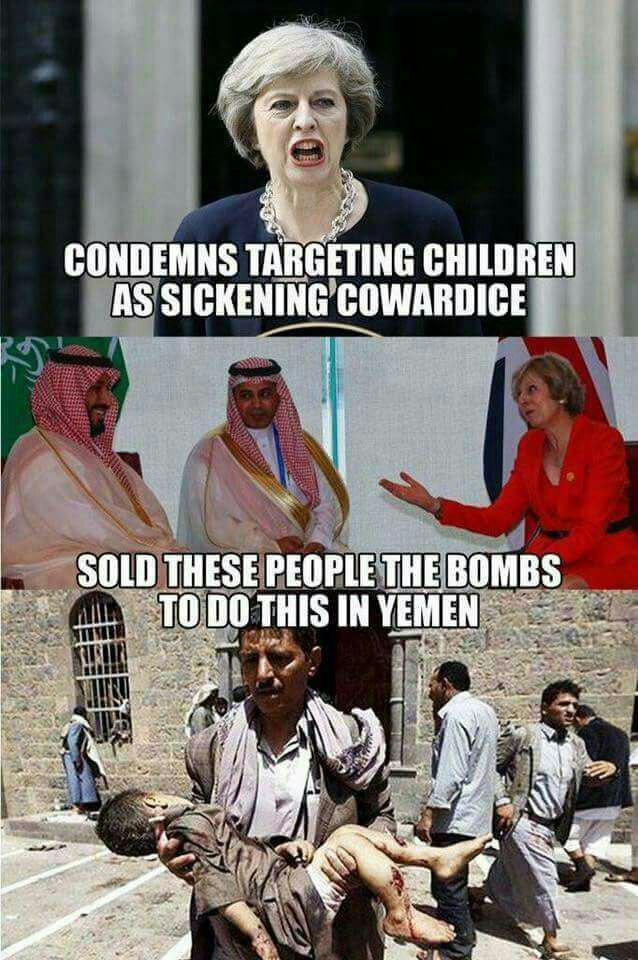 CONDEMNS TARGETING CHILDREN
AS SICKENING COWARDICE
SOLD THESE PEOPLE THE BOMBS
TO DO THIS IN YEMEN